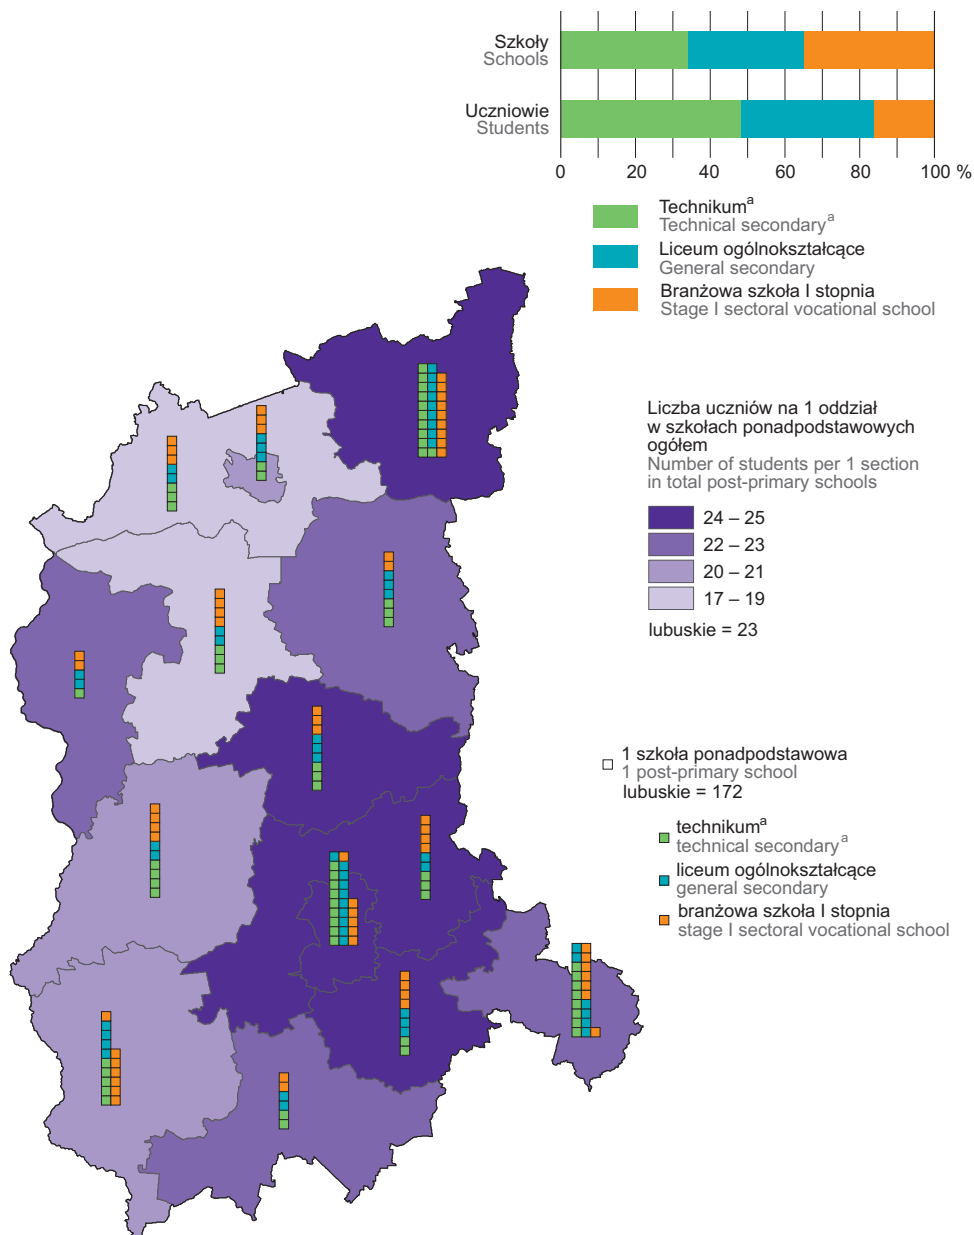 Szkoły
Schools
Uczniowie
Students
0 20 40 60 80 100 %
Technikumᵃ
Technical secondaryᵃ
Liceum ogólnokształcące
General secondary
Branżowa szkoła I stopnia
Stage I sectoral vocational school
Liczba uczniów na 1 oddział
w szkołach ponadpodstawowych
ogółem
Number of students per 1 section
in total post-primary schools
24 – 25
22 – 23
20 – 21
17 – 19
lubuskie = 23
1 szkoła ponadpodstawowa
1 post-primary school
lubuskie = 172
technikumᵃ
technical secondaryᵃ
liceum ogólnokształcące
general secondary
branżowa szkoła I stopnia
stage I sectoral vocational school